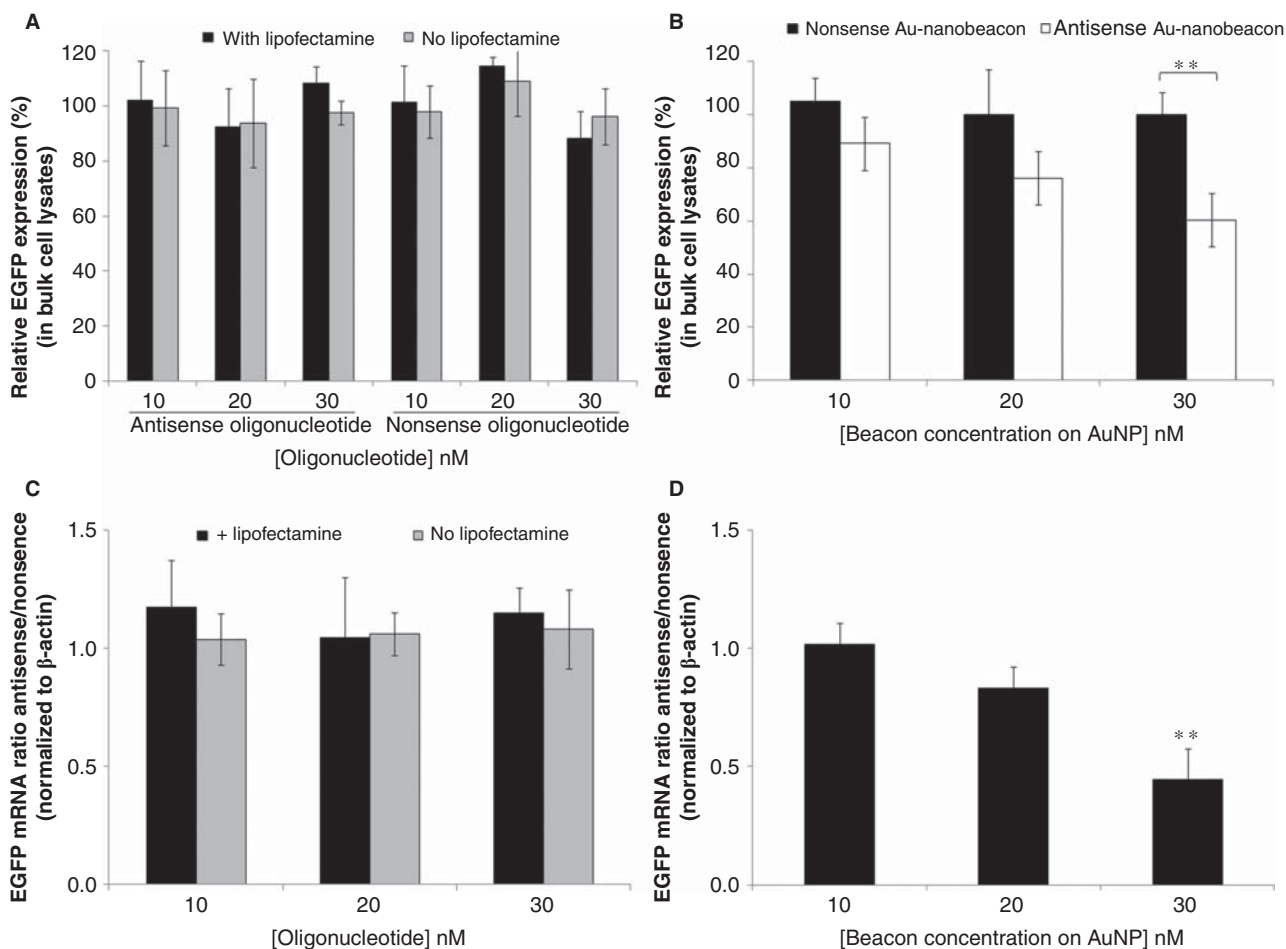 A
With lipofectamine
No lipofectamine
Relative EGFP expression (%)
(in bulk cell lysates)
120
100
80
60
40
20
0
10 20 30 10 20 30
Antisense oligonucleotide Nonsense oligonucleotide
[Oligonucleotide] nM
B
Nonsense Au-nanobeacon
Antisense Au-nanobeacon
**
Relative EGFP expression (%)
(in bulk cell lysates)
120
100
80
60
40
20
0
10 20 30
[Beacon concentration on AuNP] nM
C
+ lipofectamine
No lipofectamine
EGFP mRNA ratio antisense/nonsence
(normalized to β-actin)
1.5
1.0
0.5
0.0
10 20 30
[Oligonucleotide] nM
D
EGFP mRNA ratio antisense/nonsence
(normalized to β-actin)
1.5
1.0
0.5
0.0
**
10 20 30
[Beacon concentration on AuNP] nM